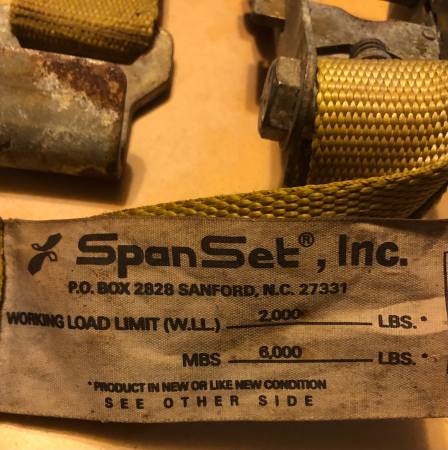 SpanSet®, Inc.
P.O. BOX 2828 SANFORD, N.C. 27331
WORKING LOAD LIMIT (W.LL.) 2,000 LBS.*
MBS 6,000 LBS.*
*PRODUCT IN NEW OR LIKE NEW CONDITION
SEE OTHER SIDE